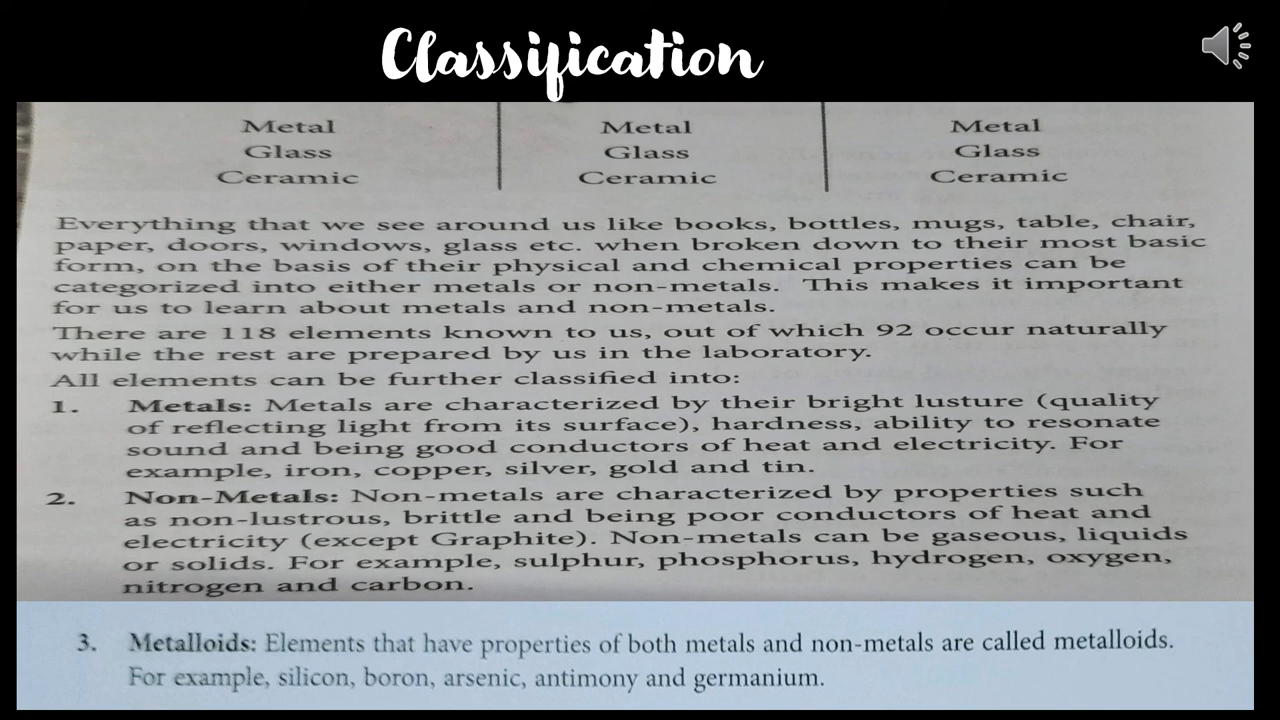 Classification
Metal Metal Metal
Glass Glass Glass
Ceramic Ceramic Ceramic
Everything that we see around us like books, bottles, mugs, table, chair,
paper, doors, windows, glass etc. when broken down to their most basic
form, on the basis of their physical and chemical properties can be
categorized into either metals or non-metals. This makes it important
for us to learn about metals and non-metals.
There are 118 elements known to us, out of which 92 occur naturally
while the rest are prepared by us in the laboratory.
All elements can be further classified into:
1. Metals: Metals are characterized by their bright lusture (quality
of reflecting light from its surface), hardness, ability to resonate
sound and being good conductors of heat and electricity. For
example, iron, copper, silver, gold and tin.
2. Non-Metals: Non-metals are characterized by properties such
as non-lustrous, brittle and being poor conductors of heat and
electricity (except Graphite). Non-metals can be gaseous, liquids
or solids. For example, sulphur, phosphorus, hydrogen, oxygen,
nitrogen and carbon.
3. Metalloids: Elements that have properties of both metals and non-metals are called metalloids.
For example, silicon, boron, arsenic, antimony and germanium.